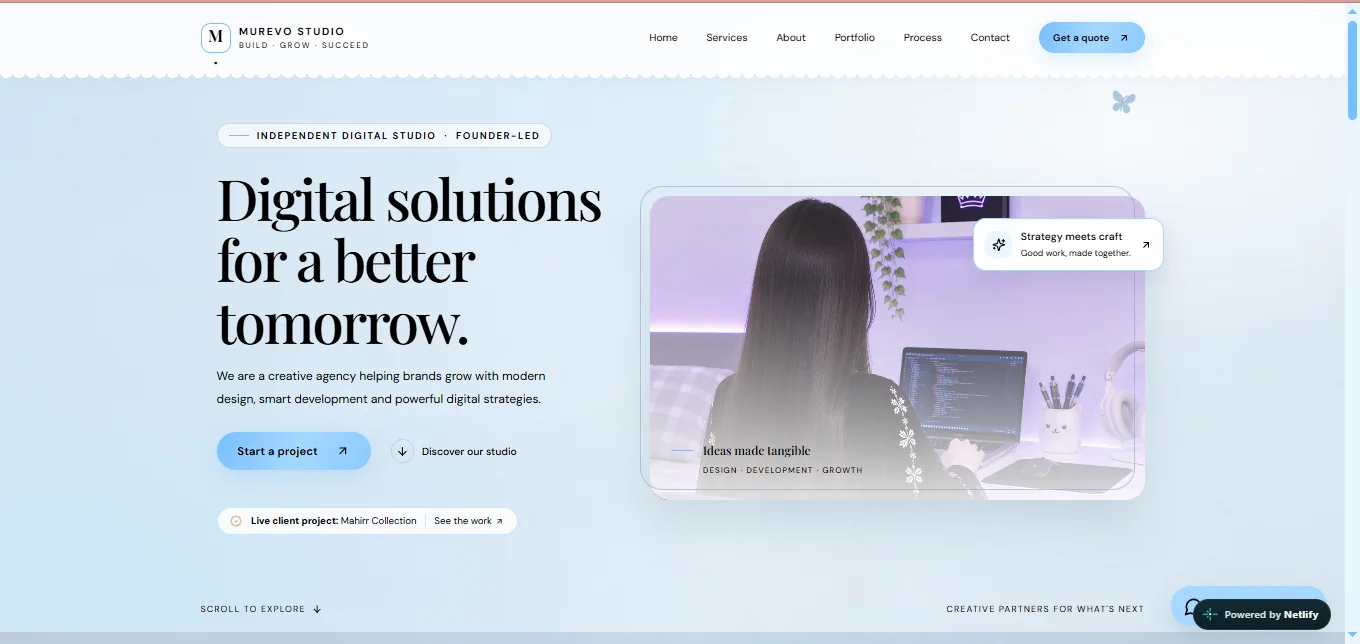 M
MUREVO STUDIO
BUILD · GROW · SUCCEED
Home
Services
About
Portfolio
Process
Contact
Get a quote
INDEPENDENT DIGITAL STUDIO · FOUNDER-LED
Digital solutions
for a better
tomorrow.
We are a creative agency helping brands grow with modern
design, smart development and powerful digital strategies.
Start a project
Discover our studio
Live client project: Mahirr Collection
See the work
Strategy meets craft
Good work, made together.
Ideas made tangible
DESIGN · DEVELOPMENT · GROWTH
SCROLL TO EXPLORE
CREATIVE PARTNERS FOR WHAT'S NEXT
Powered by Netlify